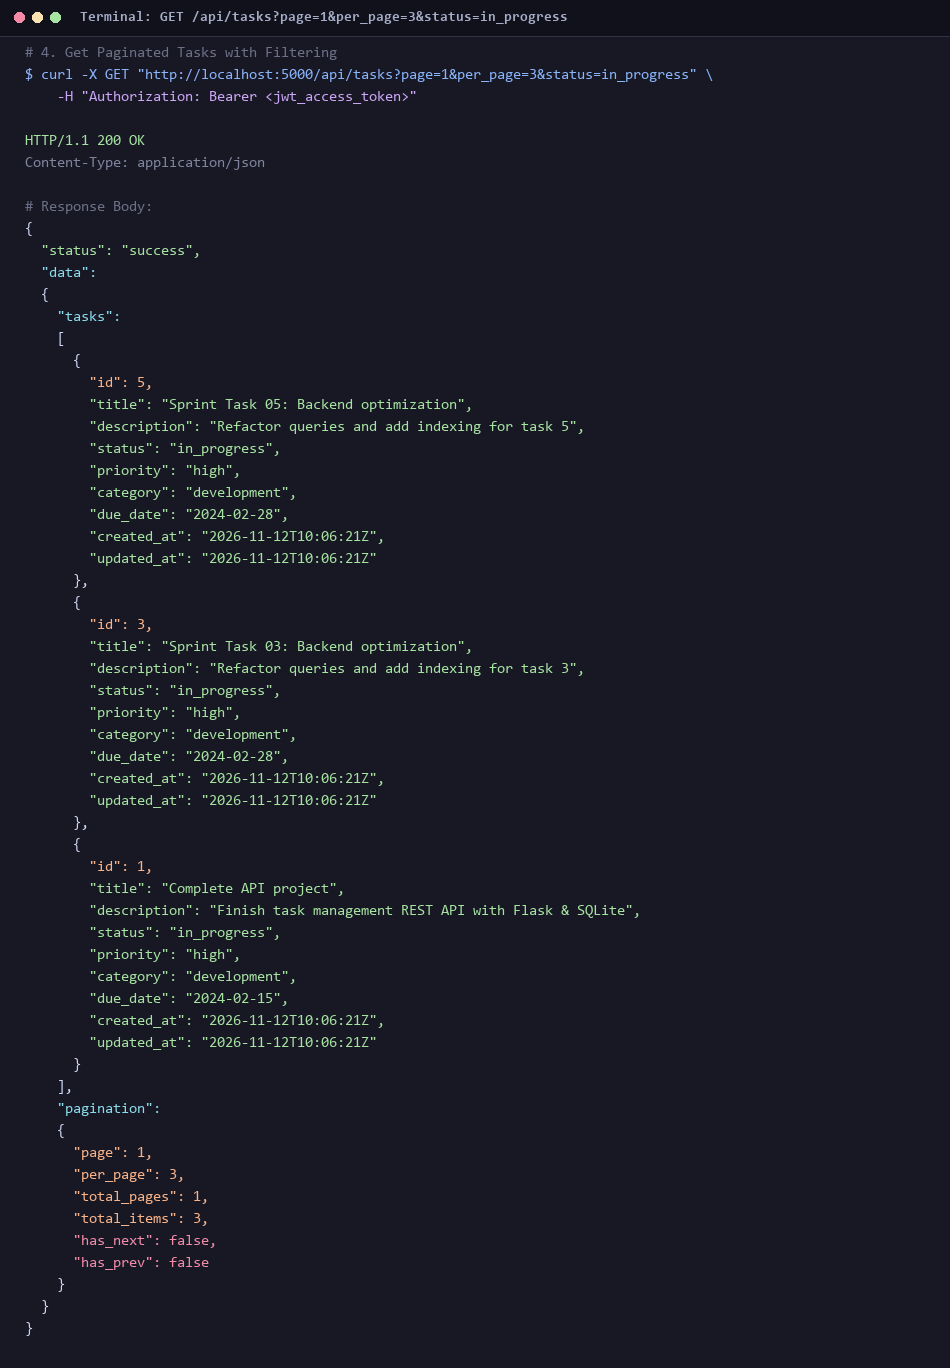 Terminal: GET /api/tasks?page=1&per_page=3&status=in_progress
# 4. Get Paginated Tasks with Filtering
$ curl -X GET "http://localhost:5000/api/tasks?page=1&per_page=3&status=in_progress" \
    -H "Authorization: Bearer <jwt_access_token>"

HTTP/1.1 200 OK
Content-Type: application/json

# Response Body:
{
  "status": "success",
  "data":
  {
    "tasks":
    [
      {
        "id": 5,
        "title": "Sprint Task 05: Backend optimization",
        "description": "Refactor queries and add indexing for task 5",
        "status": "in_progress",
        "priority": "high",
        "category": "development",
        "due_date": "2024-02-28",
        "created_at": "2026-11-12T10:06:21Z",
        "updated_at": "2026-11-12T10:06:21Z"
      },
      {
        "id": 3,
        "title": "Sprint Task 03: Backend optimization",
        "description": "Refactor queries and add indexing for task 3",
        "status": "in_progress",
        "priority": "high",
        "category": "development",
        "due_date": "2024-02-28",
        "created_at": "2026-11-12T10:06:21Z",
        "updated_at": "2026-11-12T10:06:21Z"
      },
      {
        "id": 1,
        "title": "Complete API project",
        "description": "Finish task management REST API with Flask & SQLite",
        "status": "in_progress",
        "priority": "high",
        "category": "development",
        "due_date": "2024-02-15",
        "created_at": "2026-11-12T10:06:21Z",
        "updated_at": "2026-11-12T10:06:21Z"
      }
    ],
    "pagination":
    {
      "page": 1,
      "per_page": 3,
      "total_pages": 1,
      "total_items": 3,
      "has_next": false,
      "has_prev": false
    }
  }
}